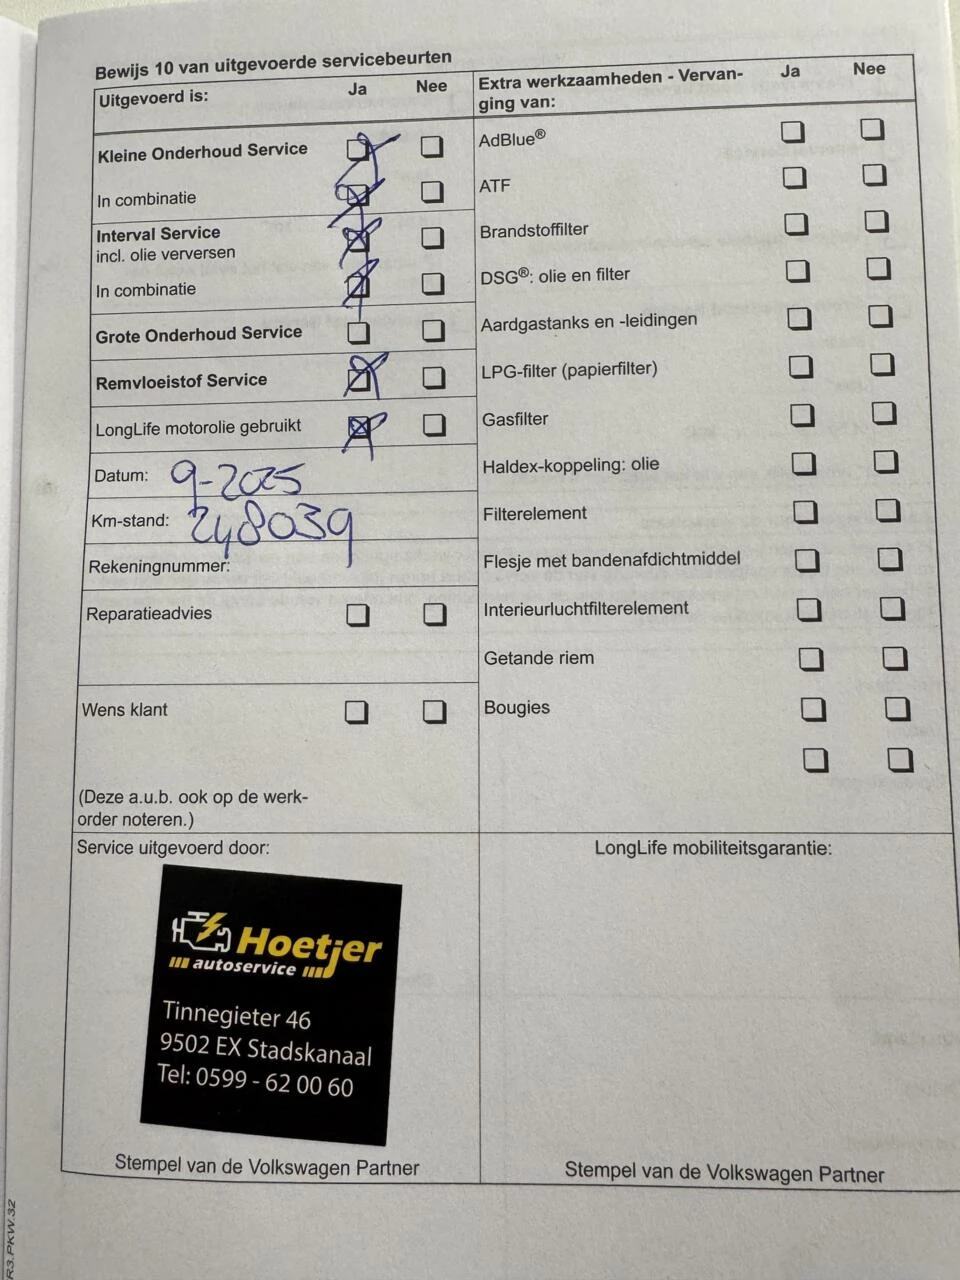 Bewijs 10 van uitgevoerde servicebeurten
Uitgevoerd is: Ja Nee
Kleine Onderhoud Service
In combinatie
Interval Service
incl. olie verversen
In combinatie
Grote Onderhoud Service
Remvloeistof Service
LongLife motorolie gebruikt
Datum: 9-2025
Km-stand: 248039
Rekeningnummer:
Reparatieadvies
Wens klant
(Deze a.u.b. ook op de werk-
order noteren.)
Extra werkzaamheden - Vervan- Ja Nee
ging van:
AdBlue®
ATF
Brandstoffilter
DSG®: olie en filter
Aardgastanks en -leidingen
LPG-filter (papierfilter)
Gasfilter
Haldex-koppeling: olie
Filterelement
Flesje met bandenafdichtmiddel
Interieurluchtfilterelement
Getande riem
Bougies
Service uitgevoerd door:
Hoetjer
autoservice
Tinnegieter 46
9502 EX Stadskanaal
Tel: 0599 - 62 00 60
Stempel van de Volkswagen Partner
LongLife mobiliteitsgarantie:
Stempel van de Volkswagen Partner
R3.PKW.32